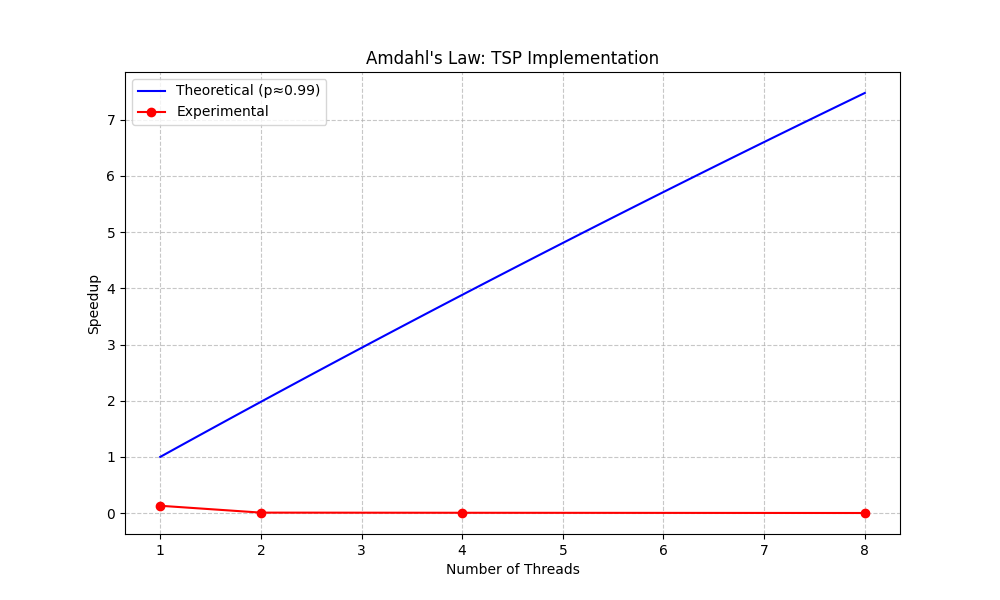 Amdahl's Law: TSP Implementation
Theoretical (p≈0.99)
Experimental
Speedup
7
6
5
4
3
2
1
0
1 2 3 4 5 6 7 8
Number of Threads